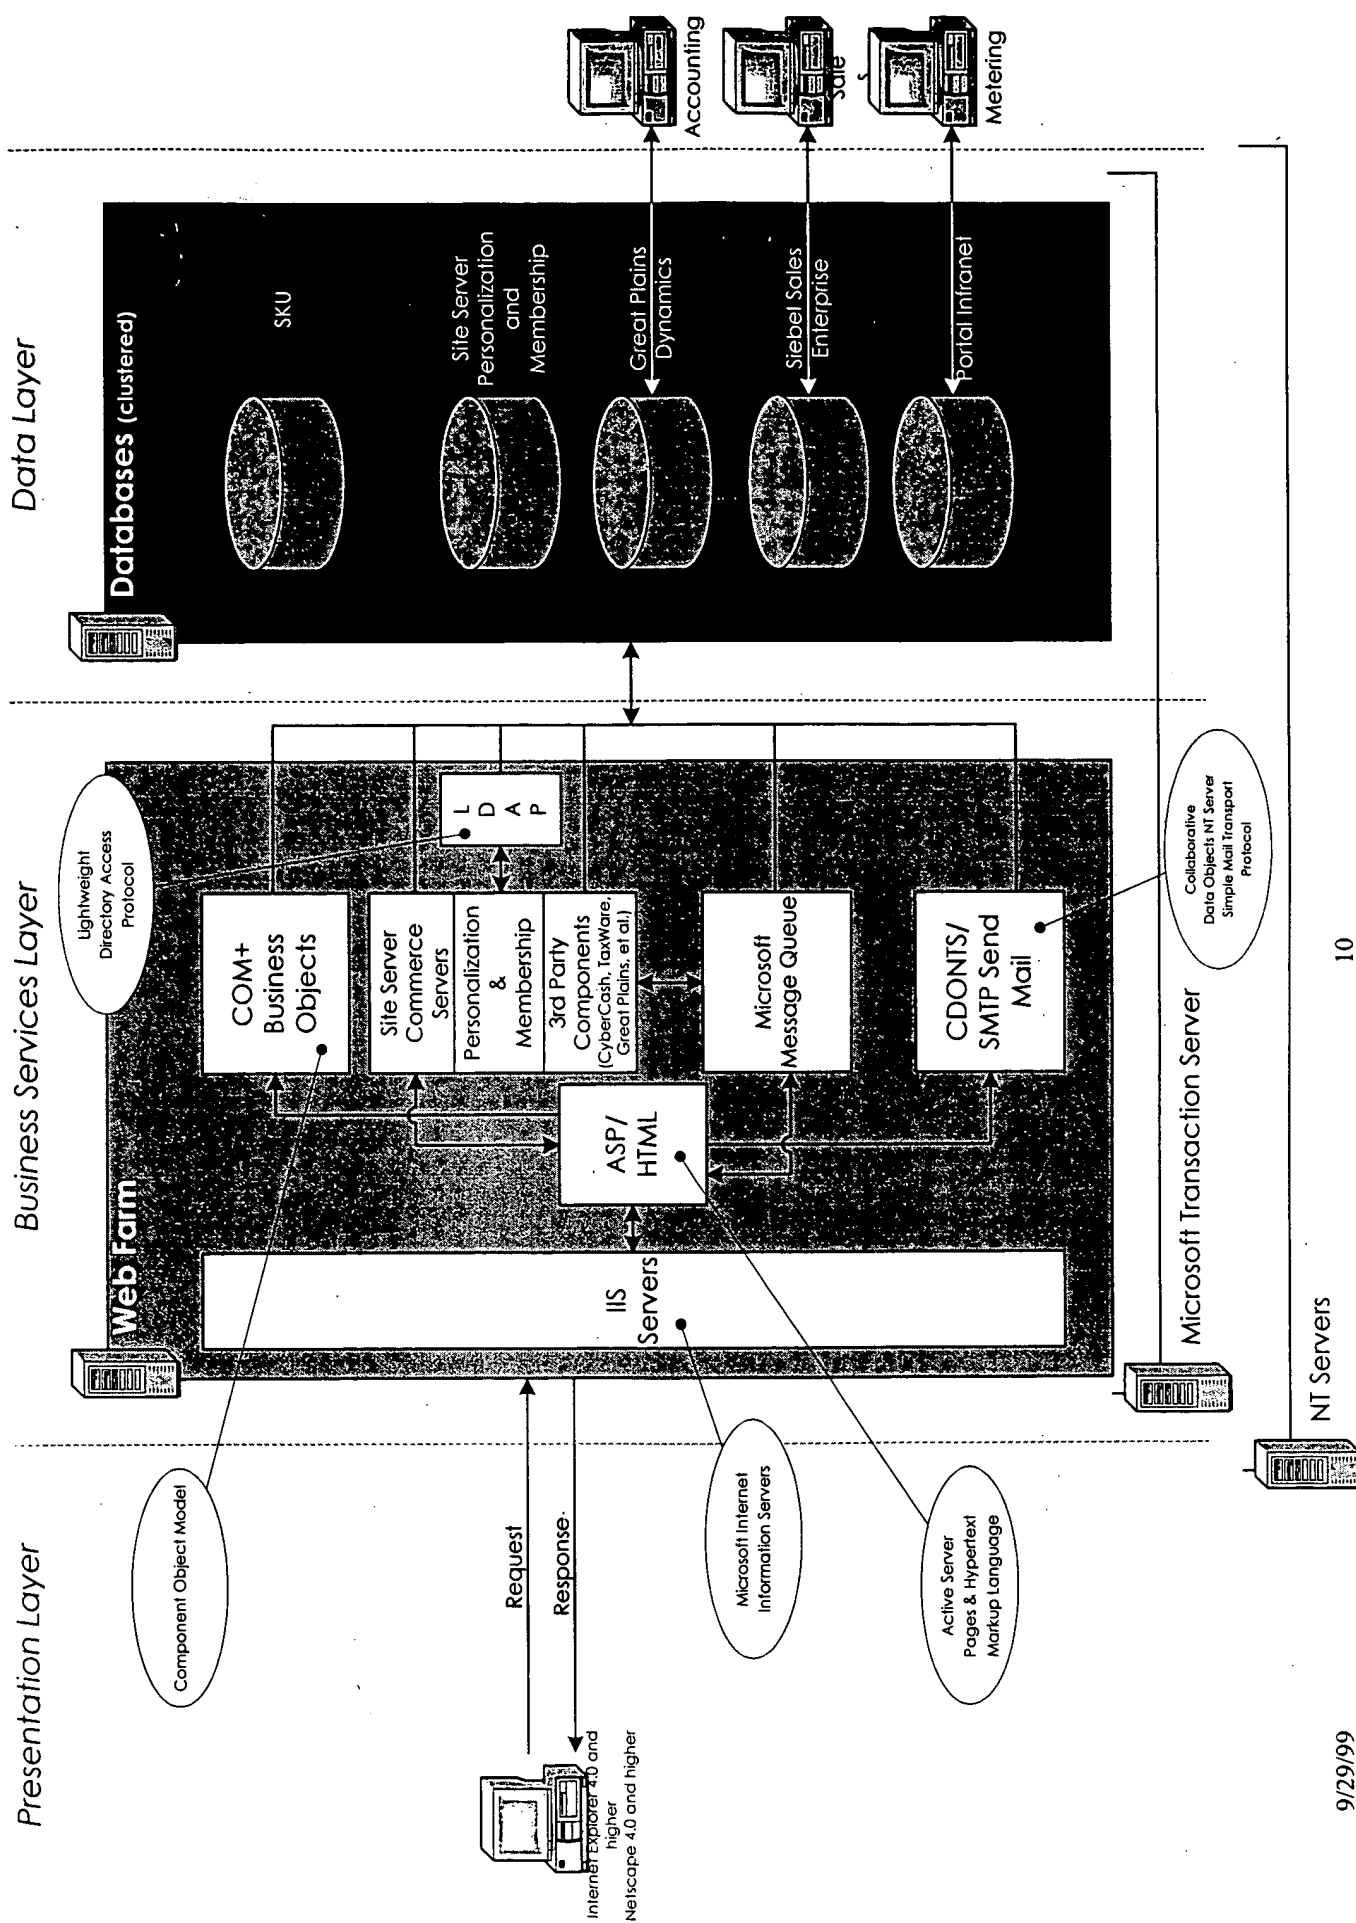 Presentation Layer
Business Services Layer
Data Layer
Component Object Model
Lightweight
Directory Access
Protocol
Web Farm
Databases (clustered)
Request
Response
Internet Explorer 4.0 and
higher
Netscape 4.0 and higher
Microsoft Internet
Information Servers
Active Server
Pages & Hypertext
Markup Language
IIS
Servers
ASP/
HTML
COM+
Business
Objects
Site Server
Commerce
Servers
Personalization
&
Membership
3rd Party
Components
(CyberCash, TaxWare,
Great Plains, et al.)
L
D
A
P
Microsoft
Message Queue
CDONTS/
SMTP Send
Mail
Collaborative
Data Objects NT Server
Simple Mail Transport
Protocol
SKU
Site Server
Personalization
and
Membership
Great Plains
Dynamics
Siebel Sales
Enterprise
Portal Infranet
Accounting
Sale
s
Metering
Microsoft Transaction Server
NT Servers
9/29/99
10